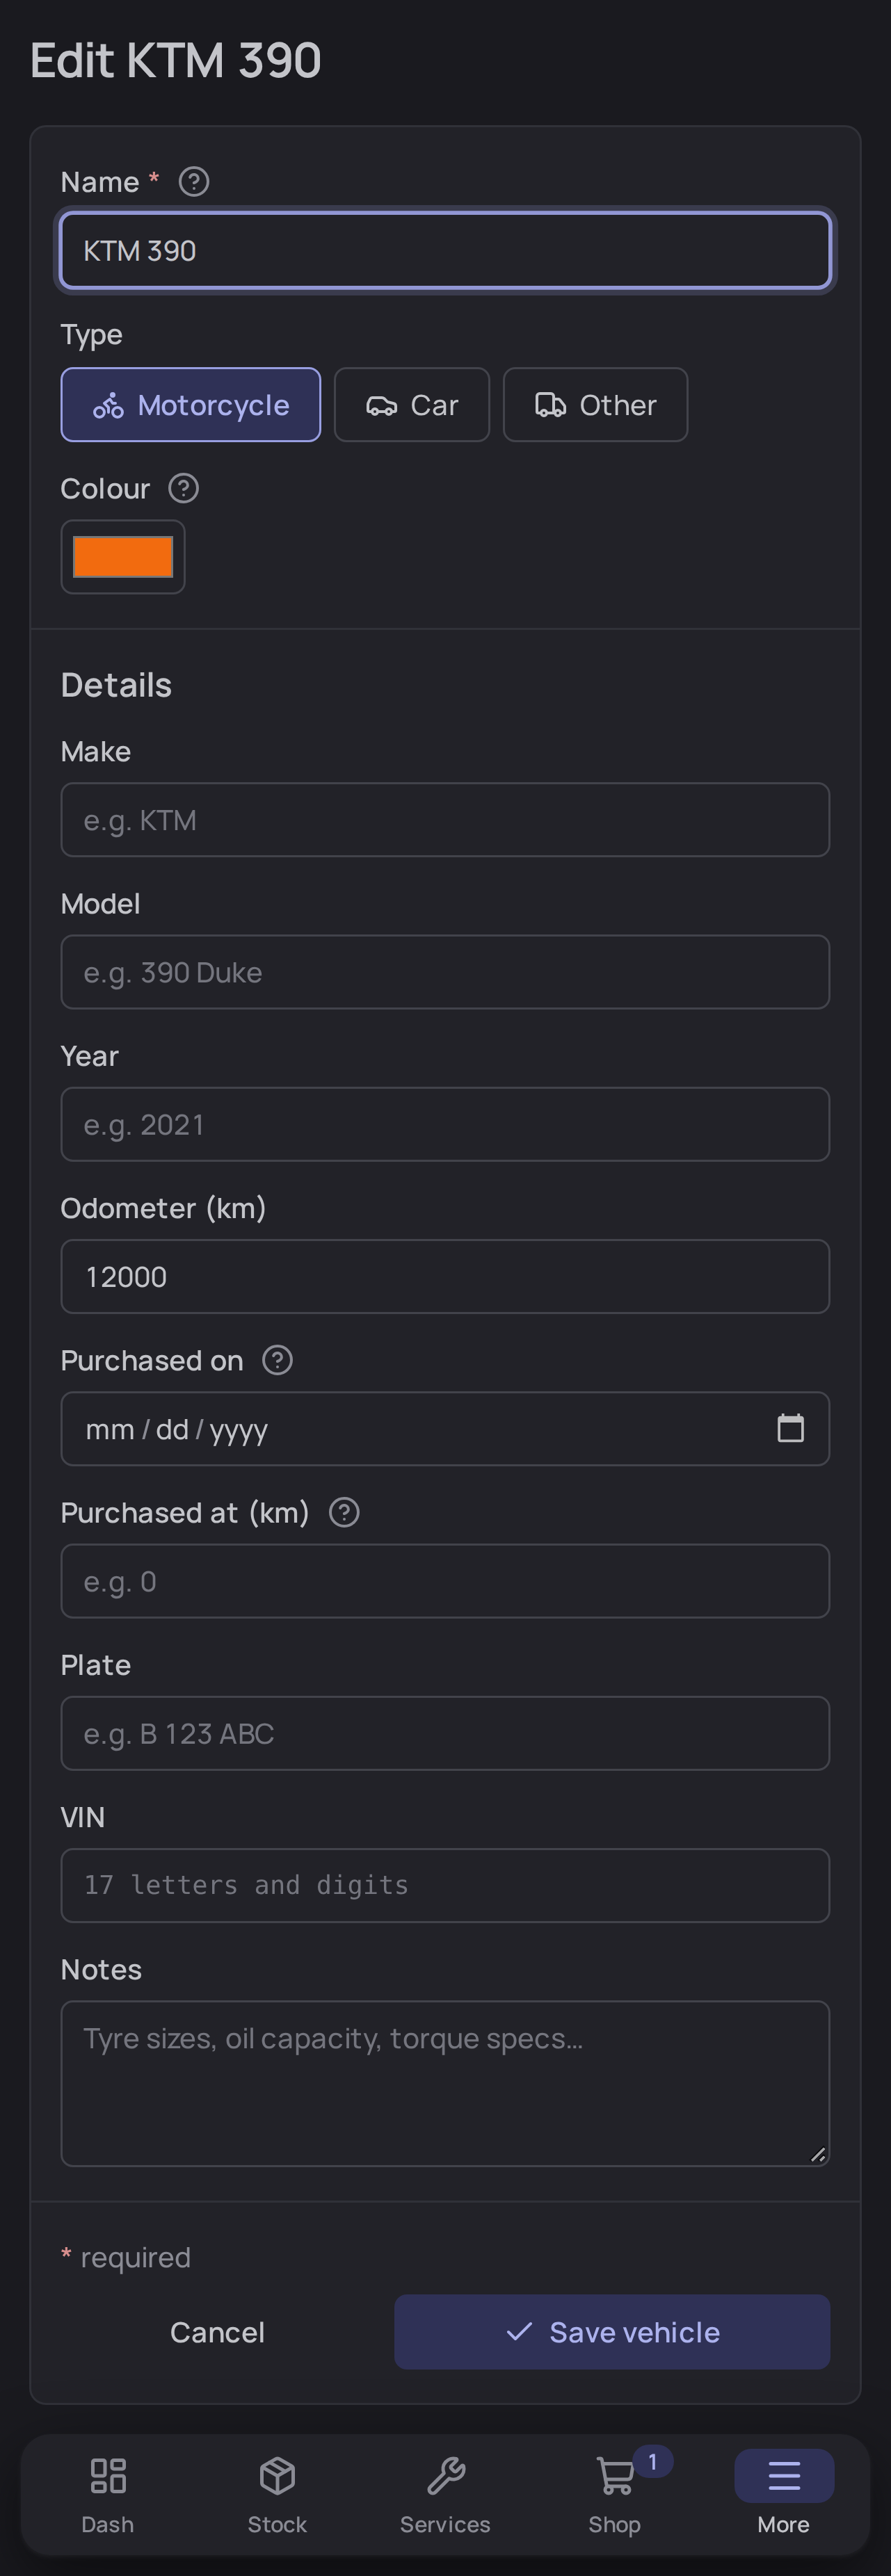 Edit KTM 390
Name *
KTM 390
Type
Motorcycle Car Other
Colour
Details
Make
e.g. KTM
Model
e.g. 390 Duke
Year
e.g. 2021
Odometer (km)
12000
Purchased on
mm / dd / yyyy
Purchased at (km)
e.g. 0
Plate
e.g. B 123 ABC
VIN
17 letters and digits
Notes
Tyre sizes, oil capacity, torque specs…
* required
Cancel Save vehicle
1
Dash Stock Services Shop More